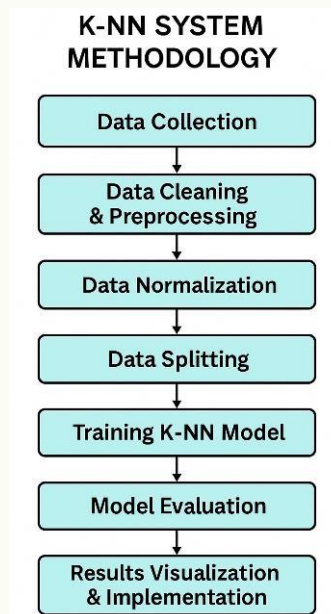 K-NN SYSTEM
METHODOLOGY
Data Collection
Data Cleaning
& Preprocessing
Data Normalization
Data Splitting
Training K-NN Model
Model Evaluation
Results Visualization
& Implementation